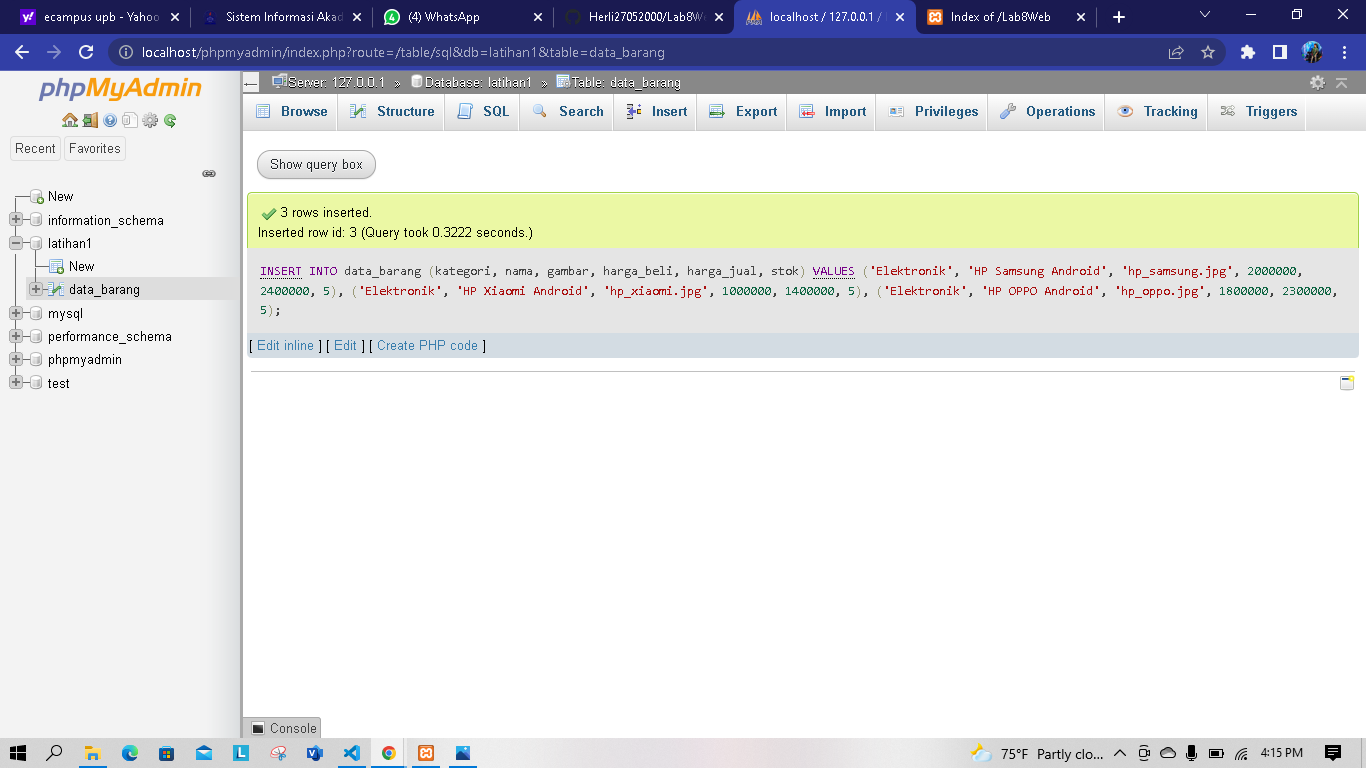 ecampus upb - Yahoo
Sistem Informasi Akad
(4) WhatsApp
Herli27052000/Lab8We
localhost / 127.0.0.1 / l
Index of /Lab8Web
localhost/phpmyadmin/index.php?route=/table/sql&db=latihan1&table=data_barang
phpMyAdmin
Recent
Favorites
New
information_schema
latihan1
New
data_barang
mysql
performance_schema
phpmyadmin
test
Server: 127.0.0.1 » Database: latihan1 » Table: data_barang
Browse
Structure
SQL
Search
Insert
Export
Import
Privileges
Operations
Tracking
Triggers
Show query box
3 rows inserted.
Inserted row id: 3 (Query took 0.3222 seconds.)
INSERT INTO data_barang (kategori, nama, gambar, harga_beli, harga_jual, stok) VALUES ('Elektronik', 'HP Samsung Android', 'hp_samsung.jpg', 2000000,
2400000, 5), ('Elektronik', 'HP Xiaomi Android', 'hp_xiaomi.jpg', 1000000, 1400000, 5), ('Elektronik', 'HP OPPO Android', 'hp_oppo.jpg', 1800000, 2300000,
5);
[ Edit inline ] [ Edit ] [ Create PHP code ]
Console
75°F Partly clo...
4:15 PM